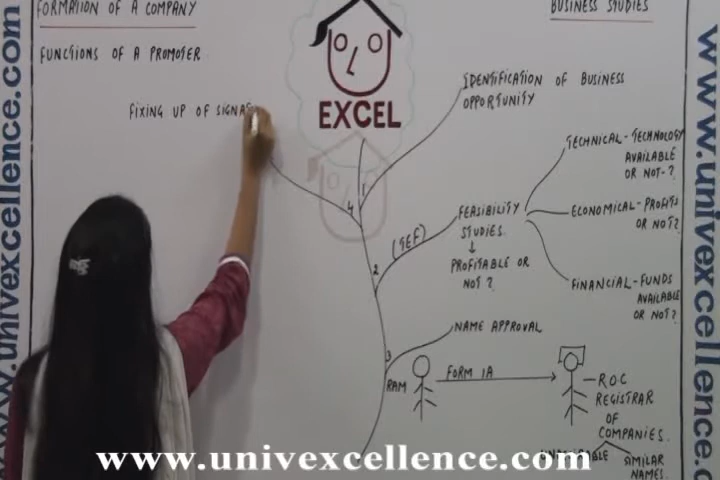 FORMATION OF A COMPANY
BUSINESS STUDIES
FUNCTIONS OF A PROMOTER
FIXING UP OF
EXCEL
1
IDENTIFICATION OF BUSINESS
OPPORTUNITY
2
(TEF)
FEASIBILITY
STUDIES.
↓
PROFITABLE OR
NOT?
TECHNICAL-TECHNOLOGY
AVAILABLE
OR NOT-?
ECONOMICAL-PROFITS
OR NOT?
FINANCIAL-FUNDS
AVAILABLE
OR NOT?
3
NAME APPROVAL
RAM
FORM 1A
ROC
REGISTRAR
OF
COMPANIES.
SIMILAR
NAMES.
4
www.univexcellence.com
www.univexcellence.com
www.univexcellence.com